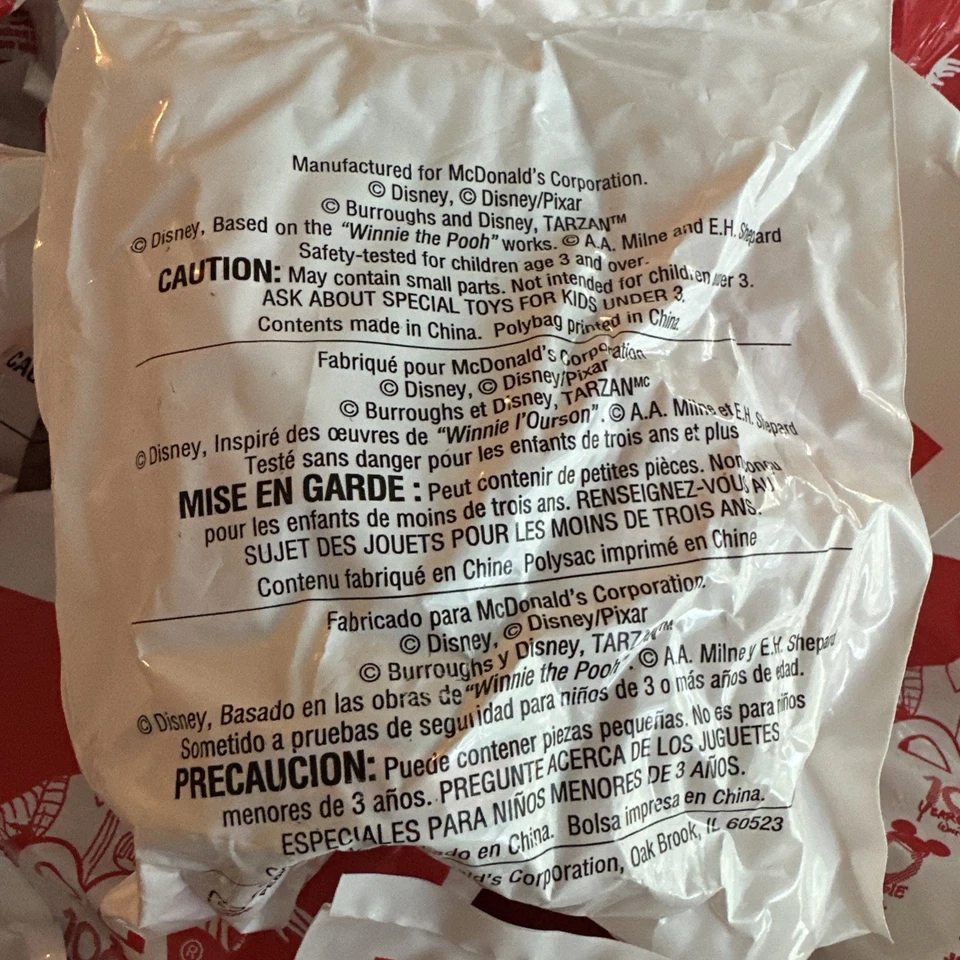 Manufactured for McDonald's Corporation.
© Disney, © Disney/Pixar
© Burroughs and Disney, TARZAN™
© Disney, Based on the "Winnie the Pooh" works. © A.A. Milne and E.H. Shepard
Safety-tested for children age 3 and over.
CAUTION: May contain small parts. Not intended for children under 3.
ASK ABOUT SPECIAL TOYS FOR KIDS UNDER 3.
Contents made in China. Polybag printed in China.
Fabriqué pour McDonald's Corporation
© Disney, © Disney/Pixar
© Burroughs et Disney, TARZANMC
© Disney, Inspiré des œuvres de "Winnie l'Ourson". © A.A. Milne et E.H. Shepard
Testé sans danger pour les enfants de trois ans et plus
MISE EN GARDE : Peut contenir de petites pièces. Non conçu
pour les enfants de moins de trois ans. RENSEIGNEZ-VOUS AU
SUJET DES JOUETS POUR LES MOINS DE TROIS ANS.
Contenu fabriqué en Chine Polysac imprimé en Chine
Fabricado para McDonald's Corporation.
© Disney, © Disney/Pixar
© Burroughs y Disney, TARZAN™
© Disney, Basado en las obras de "Winnie the Pooh". © A.A. Milne y E.H. Shepard
Sometido a pruebas de seguridad para niños de 3 o más años de edad.
PRECAUCION: Puede contener piezas pequeñas. No es para niños
menores de 3 años. PREGUNTE ACERCA DE LOS JUGUETES
ESPECIALES PARA NIÑOS MENORES DE 3 AÑOS.
en China. Bolsa impresa en China.
Corporation, Oak Brook, IL 60523